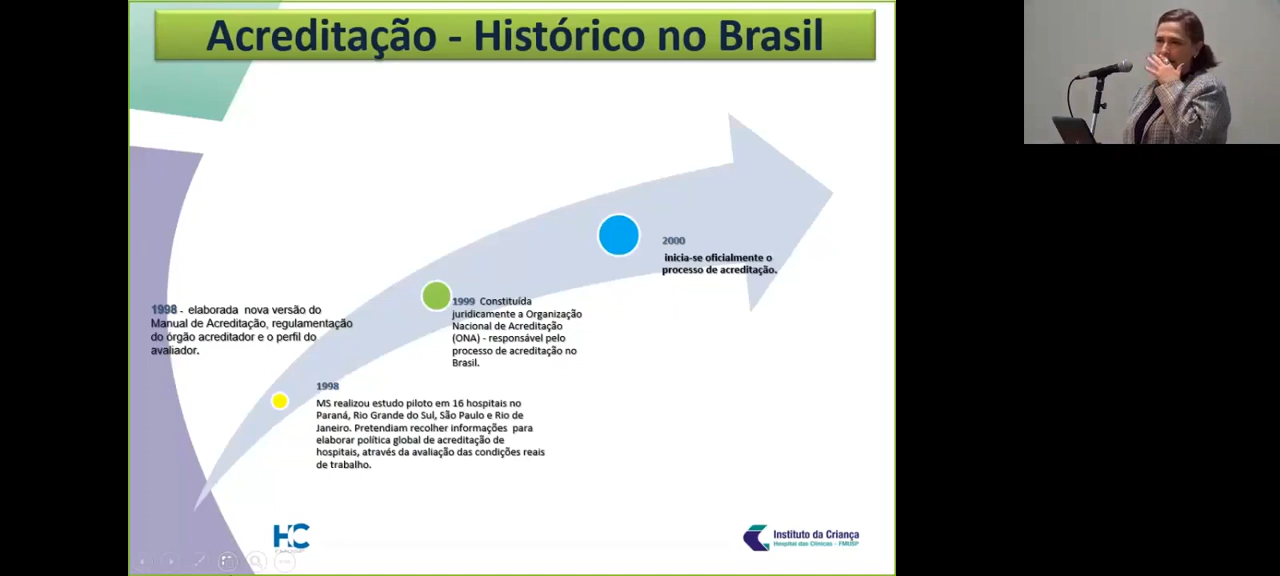 Acreditação - Histórico no Brasil
2000
inicia-se oficialmente o
processo de acreditação.
1999 Constituída
juridicamente a Organização
Nacional de Acreditação
(ONA) - responsável pelo
processo de acreditação no
Brasil.
1998 - elaborada nova versão do
Manual de Acreditação, regulamentação
do órgão acreditador e o perfil do
avaliador.
1998
MS realizou estudo piloto em 16 hospitais no
Paraná, Rio Grande do Sul, São Paulo e Rio de
Janeiro. Pretendiam recolher informações para
elaborar política global de acreditação de
hospitais, através da avaliação das condições reais
de trabalho.
HC
FMUSP
Instituto da Criança
Hospital das Clínicas - FMUSP